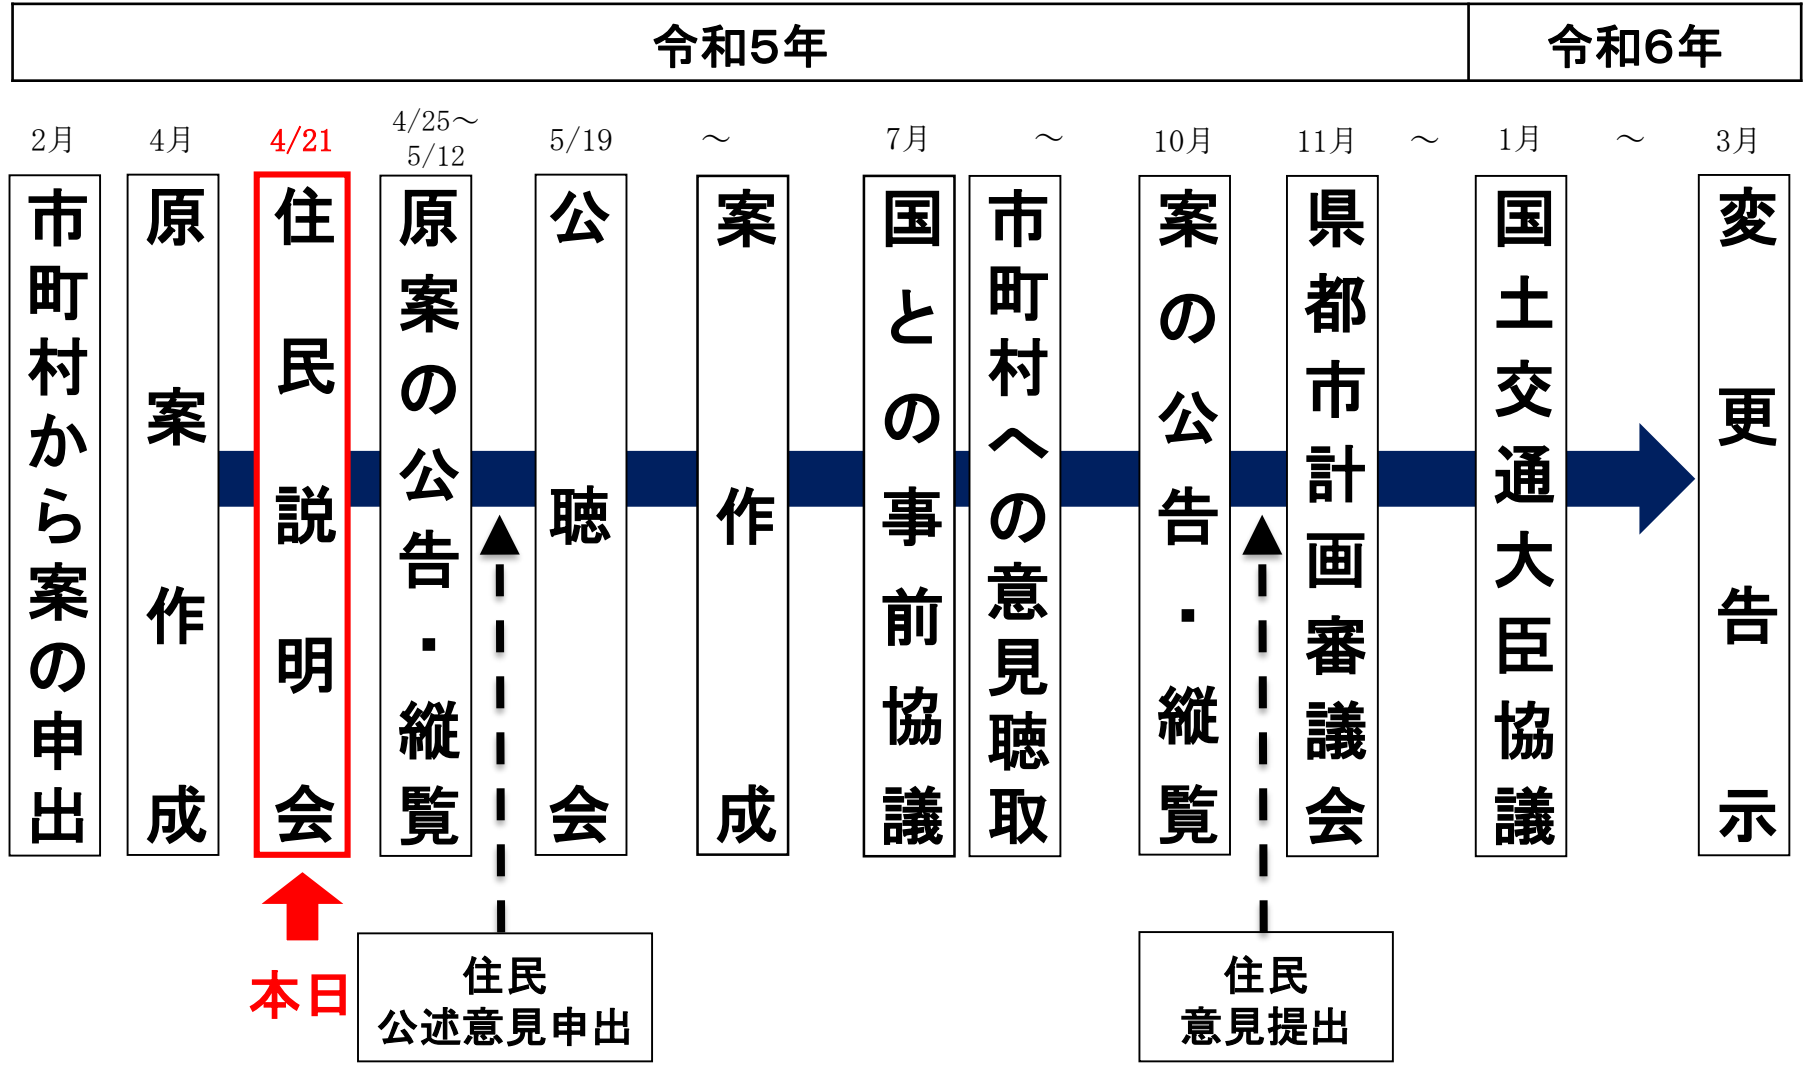 令和5年
令和6年
2月
4月
4/21
4/25～
5/12
5/19
～
7月
～
10月
11月
～
1月
～
3月
市町村から案の申出
原案作成
住民説明会
原案の公告・縦覧
公聴会
案作成
国との事前協議
市町村への意見聴取
案の公告・縦覧
県都市計画審議会
国土交通大臣協議
変更告示
本日
住民
公述意見申出
住民
意見提出